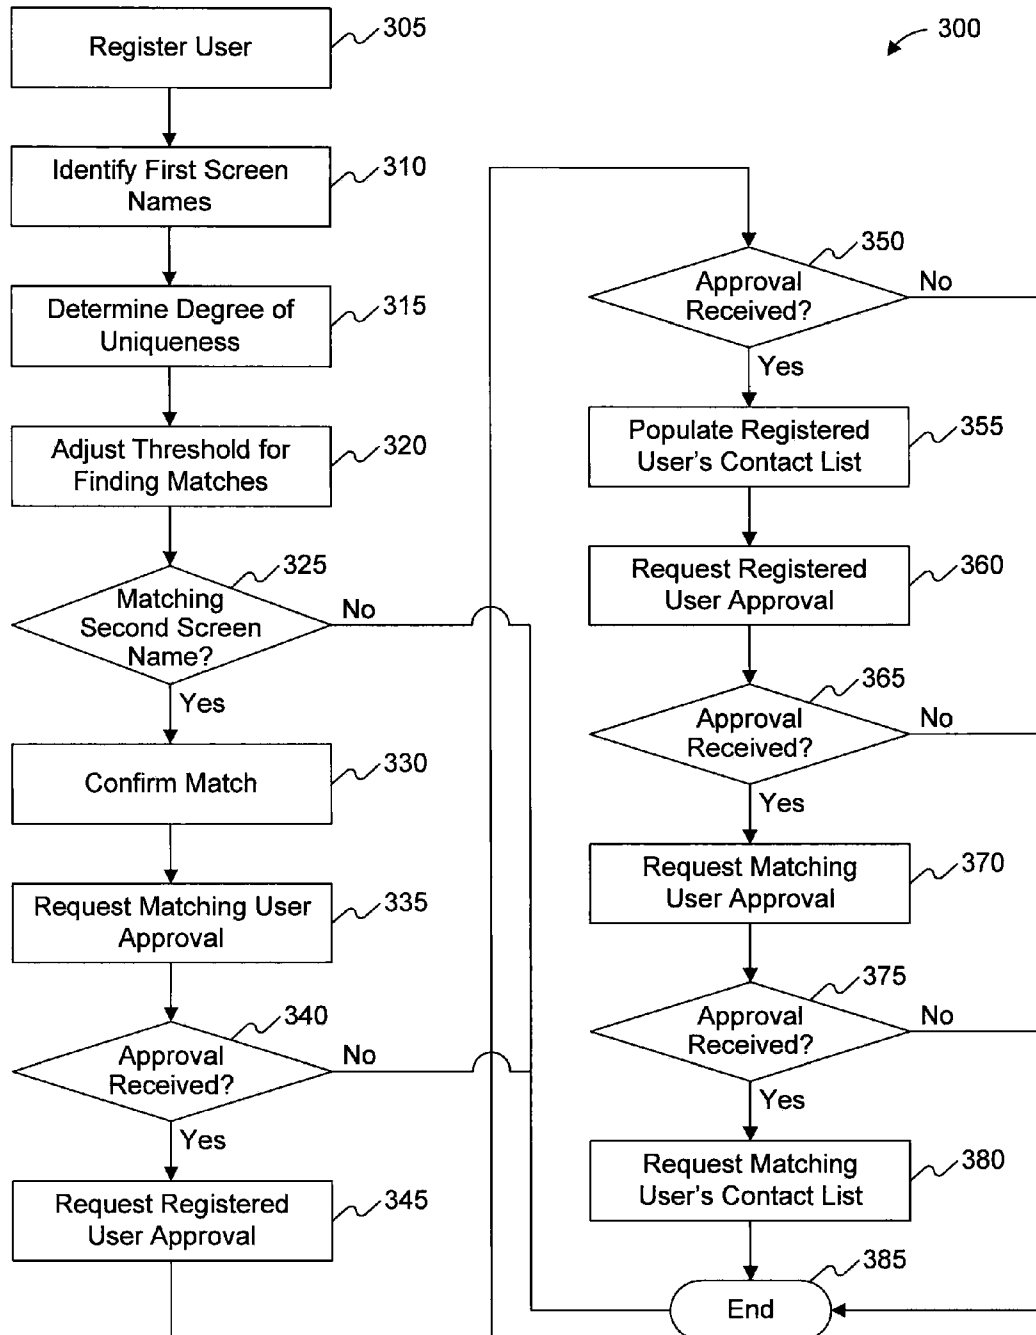 Register User
305
300
Identify First Screen
Names
310
Determine Degree of
Uniqueness
315
Adjust Threshold for
Finding Matches
320
Matching
Second Screen
Name?
325
No
Yes
Confirm Match
330
Request Matching User
Approval
335
Approval
Received?
340
No
Yes
Request Registered
User Approval
345
Approval
Received?
350
No
Yes
Populate Registered
User's Contact List
355
Request Registered
User Approval
360
Approval
Received?
365
No
Yes
Request Matching
User Approval
370
Approval
Received?
375
No
Yes
Request Matching
User's Contact List
380
End
385